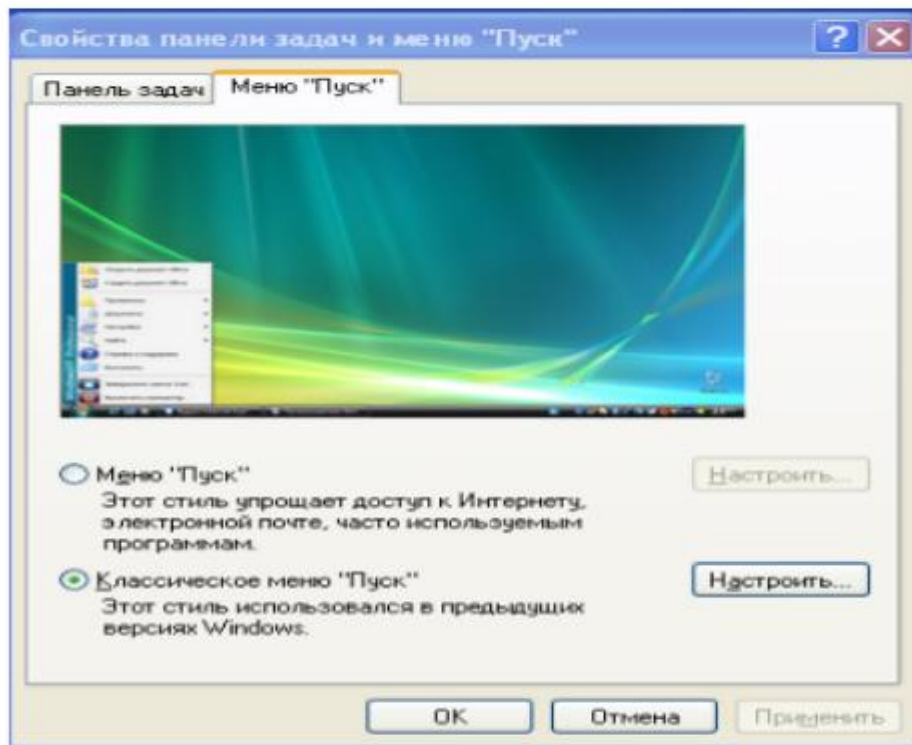 Свойства панели задач и меню "Пуск"
Панель задач
Меню "Пуск"
Меню "Пуск"
Настроить...
Этот стиль упрощает доступ к Интернету,
электронной почте, часто используемым
программам.
Классическое меню "Пуск"
Настроить...
Этот стиль использовался в предыдущих
версиях Windows.
OK
Отмена
Применить